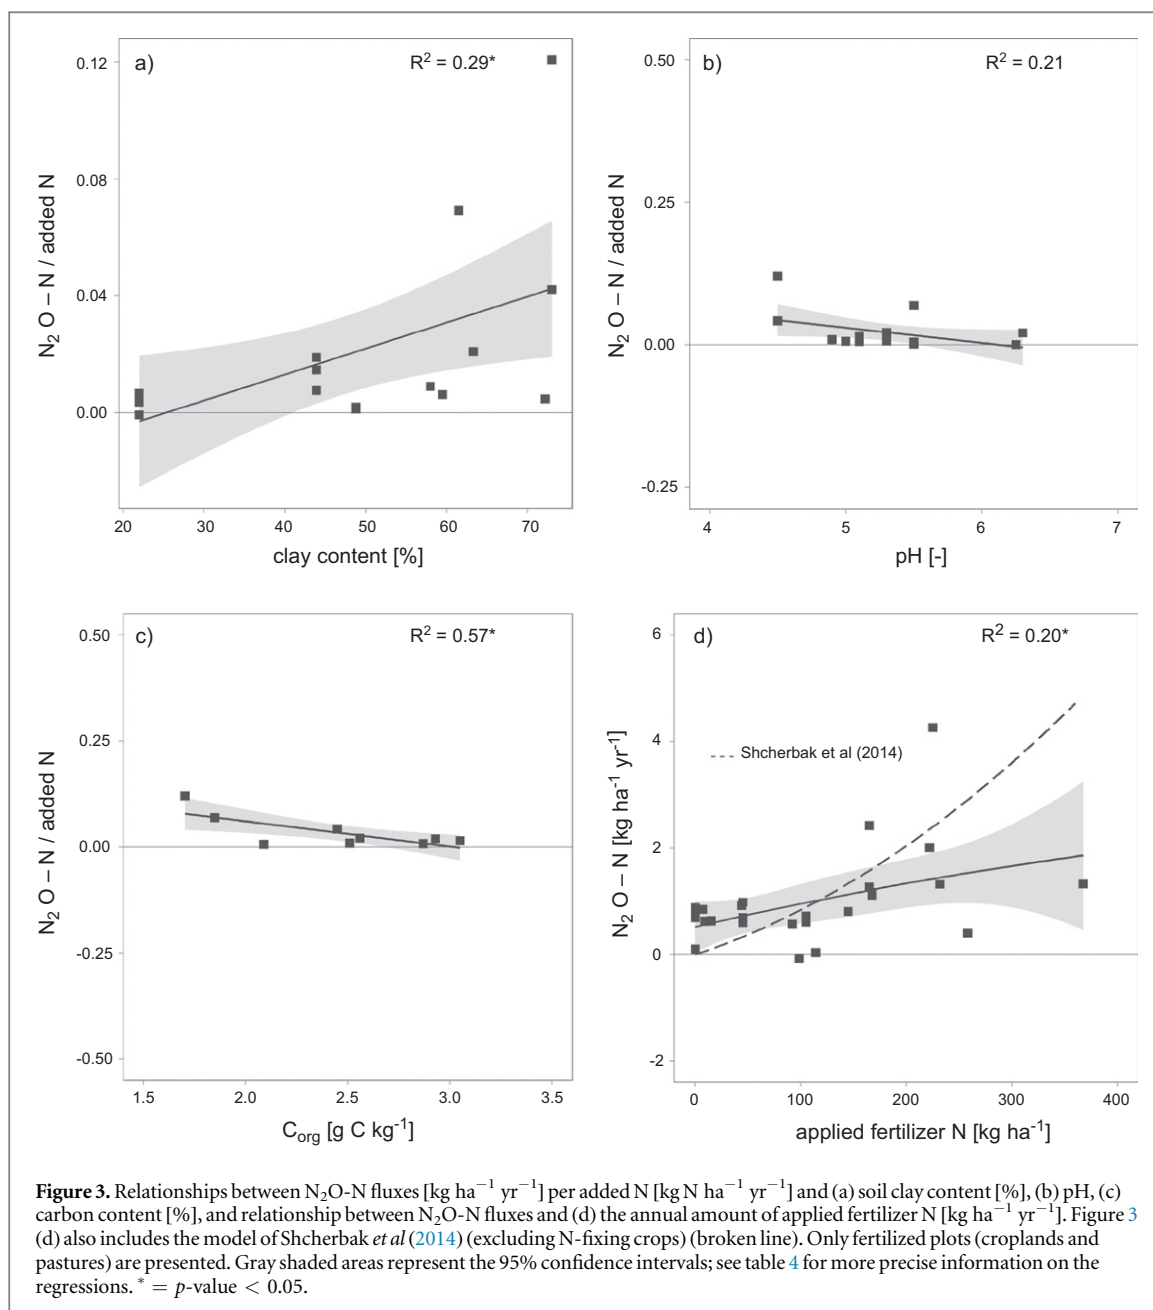 a)
R² = 0.29*
0.12
0.08
0.04
0.00
N₂ O – N / added N
20 30 40 50 60 70
clay content [%]
b)
R² = 0.21
0.50
0.25
0.00
-0.25
N₂ O – N / added N
4 5 6 7
pH [-]
c)
R² = 0.57*
0.50
0.25
0.00
-0.25
-0.50
N₂ O – N / added N
1.5 2.0 2.5 3.0 3.5
C_org [g C kg⁻¹]
d)
R² = 0.20*
6
4
2
0
-2
N₂ O – N [kg ha⁻¹ yr⁻¹]
Shcherbak et al (2014)
0 100 200 300 400
applied fertilizer N [kg ha⁻¹]
Figure 3. Relationships between N₂O-N fluxes [kg ha⁻¹ yr⁻¹] per added N [kg N ha⁻¹ yr⁻¹] and (a) soil clay content [%], (b) pH, (c)
carbon content [%], and relationship between N₂O-N fluxes and (d) the annual amount of applied fertilizer N [kg ha⁻¹ yr⁻¹]. Figure 3
(d) also includes the model of Shcherbak et al (2014) (excluding N-fixing crops) (broken line). Only fertilized plots (croplands and
pastures) are presented. Gray shaded areas represent the 95% confidence intervals; see table 4 for more precise information on the
regressions. * = p-value < 0.05.